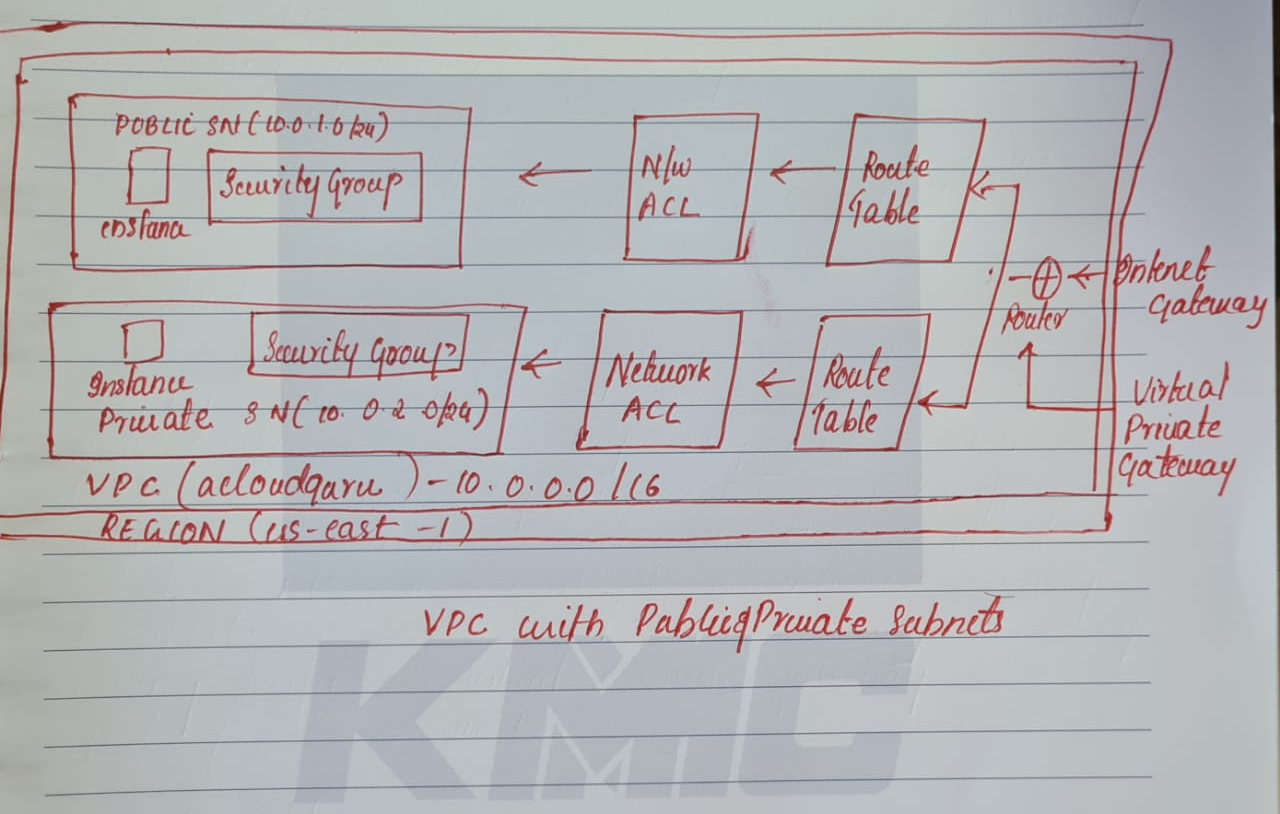 PUBLIC SN (10.0.1.0/24)
Security Group
instance
N/W
ACL
Route
Table
Internet
Gateway
Router
Security Group
Instance
Private SN (10.0.2.0/24)
Network
ACL
Route
Table
Virtual
Private
Gateway
VPC (acloudguru) - 10.0.0.0/16
REGION (us-east-1)
VPC with Public & Private Subnets
KMC